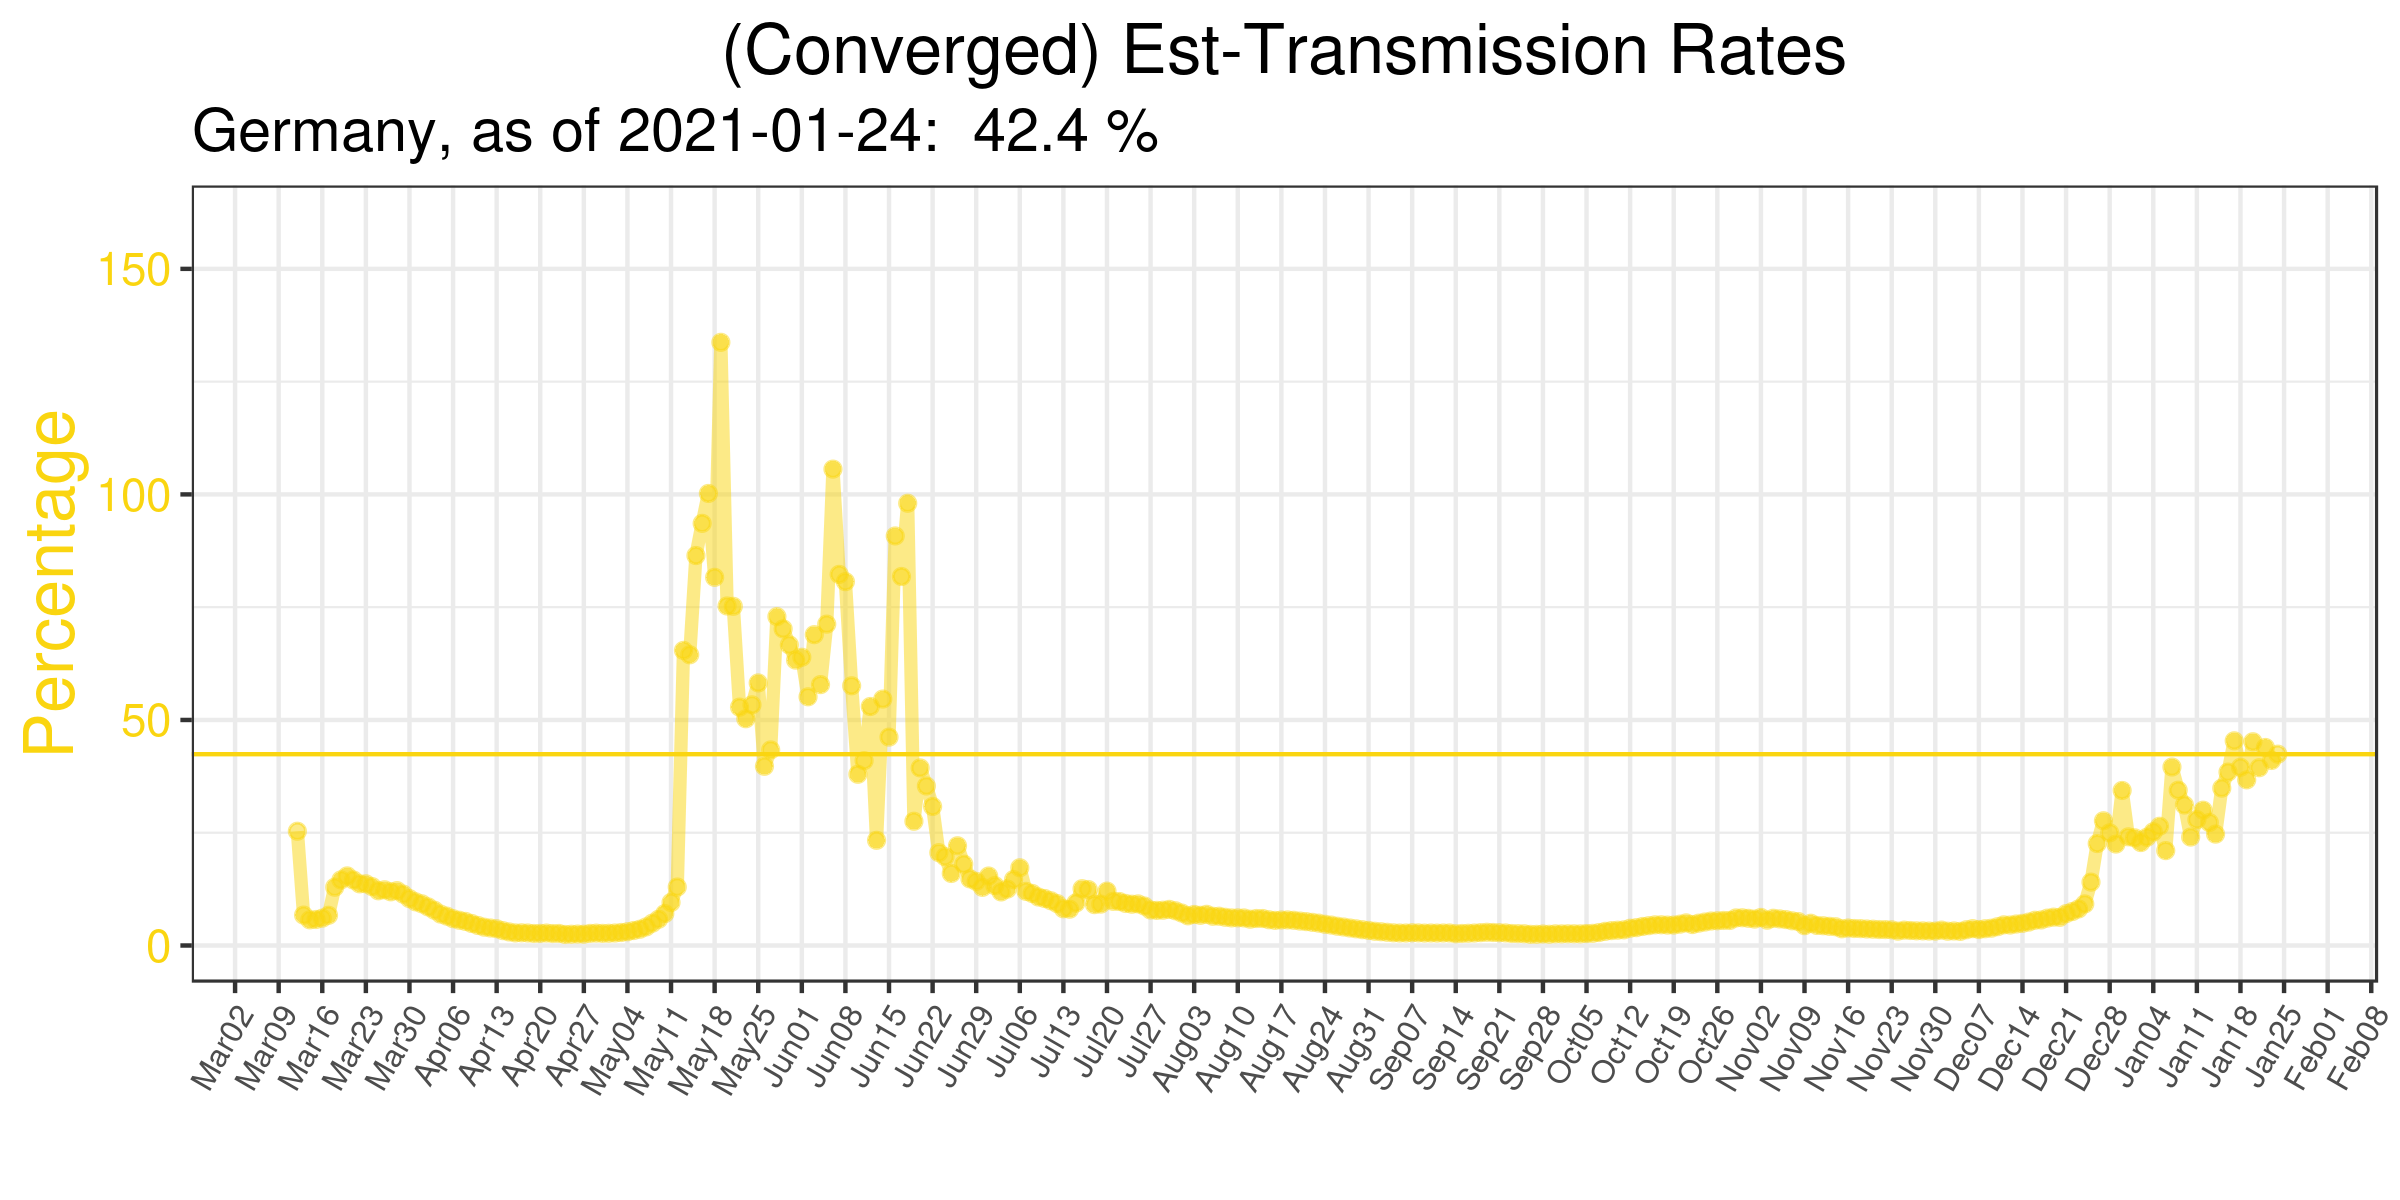 (Converged) Est-Transmission Rates
Germany, as of 2021-01-24:  42.4 %
Percentage
150
100
50
0
Mar02 Mar09 Mar16 Mar23 Mar30 Apr06 Apr13 Apr20 Apr27 May04 May11 May18 May25 Jun01 Jun08 Jun15 Jun22 Jun29 Jul06 Jul13 Jul20 Jul27 Aug03 Aug10 Aug17 Aug24 Aug31 Sep07 Sep14 Sep21 Sep28 Oct05 Oct12 Oct19 Oct26 Nov02 Nov09 Nov16 Nov23 Nov30 Dec07 Dec14 Dec21 Dec28 Jan04 Jan11 Jan18 Jan25 Feb01 Feb08